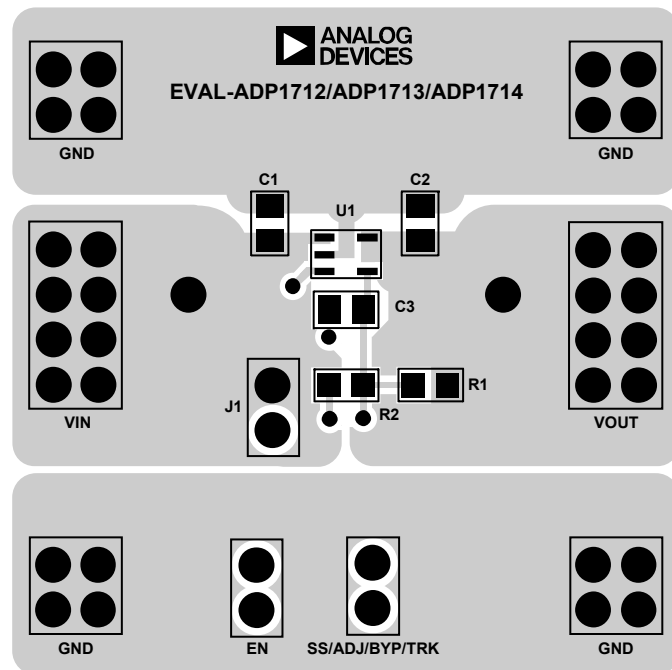 ANALOG
DEVICES
EVAL-ADP1712/ADP1713/ADP1714
GND
GND
C1
C2
U1
C3
J1
R1
R2
VIN
VOUT
GND
EN
SS/ADJ/BYP/TRK
GND